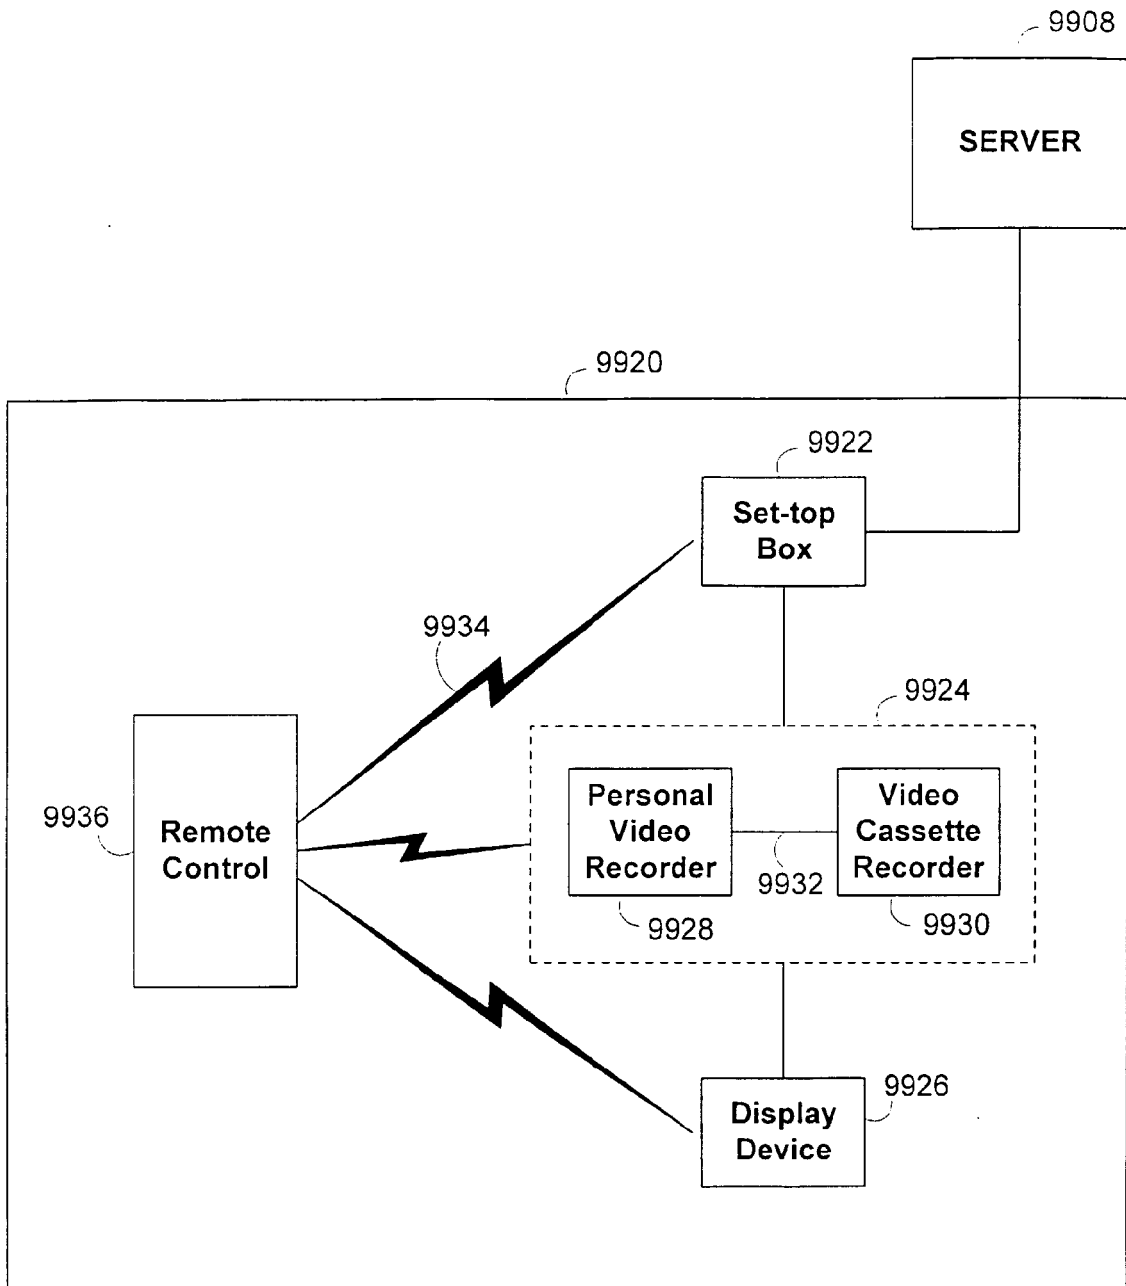 9908
SERVER
9920
9922
Set-top
Box
9934
9924
9936
Remote
Control
Personal
Video
Recorder
9932
Video
Cassette
Recorder
9928
9930
9926
Display
Device